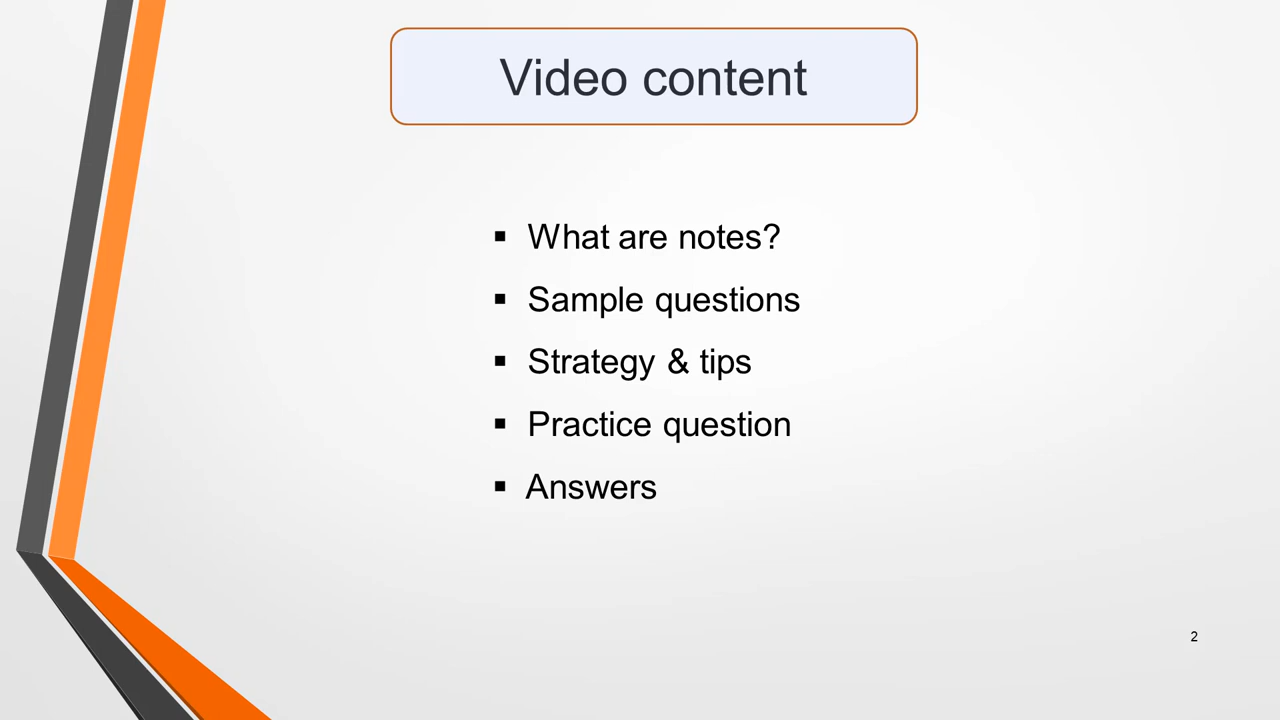 Video content
▪ What are notes?
▪ Sample questions
▪ Strategy & tips
▪ Practice question
▪ Answers
2